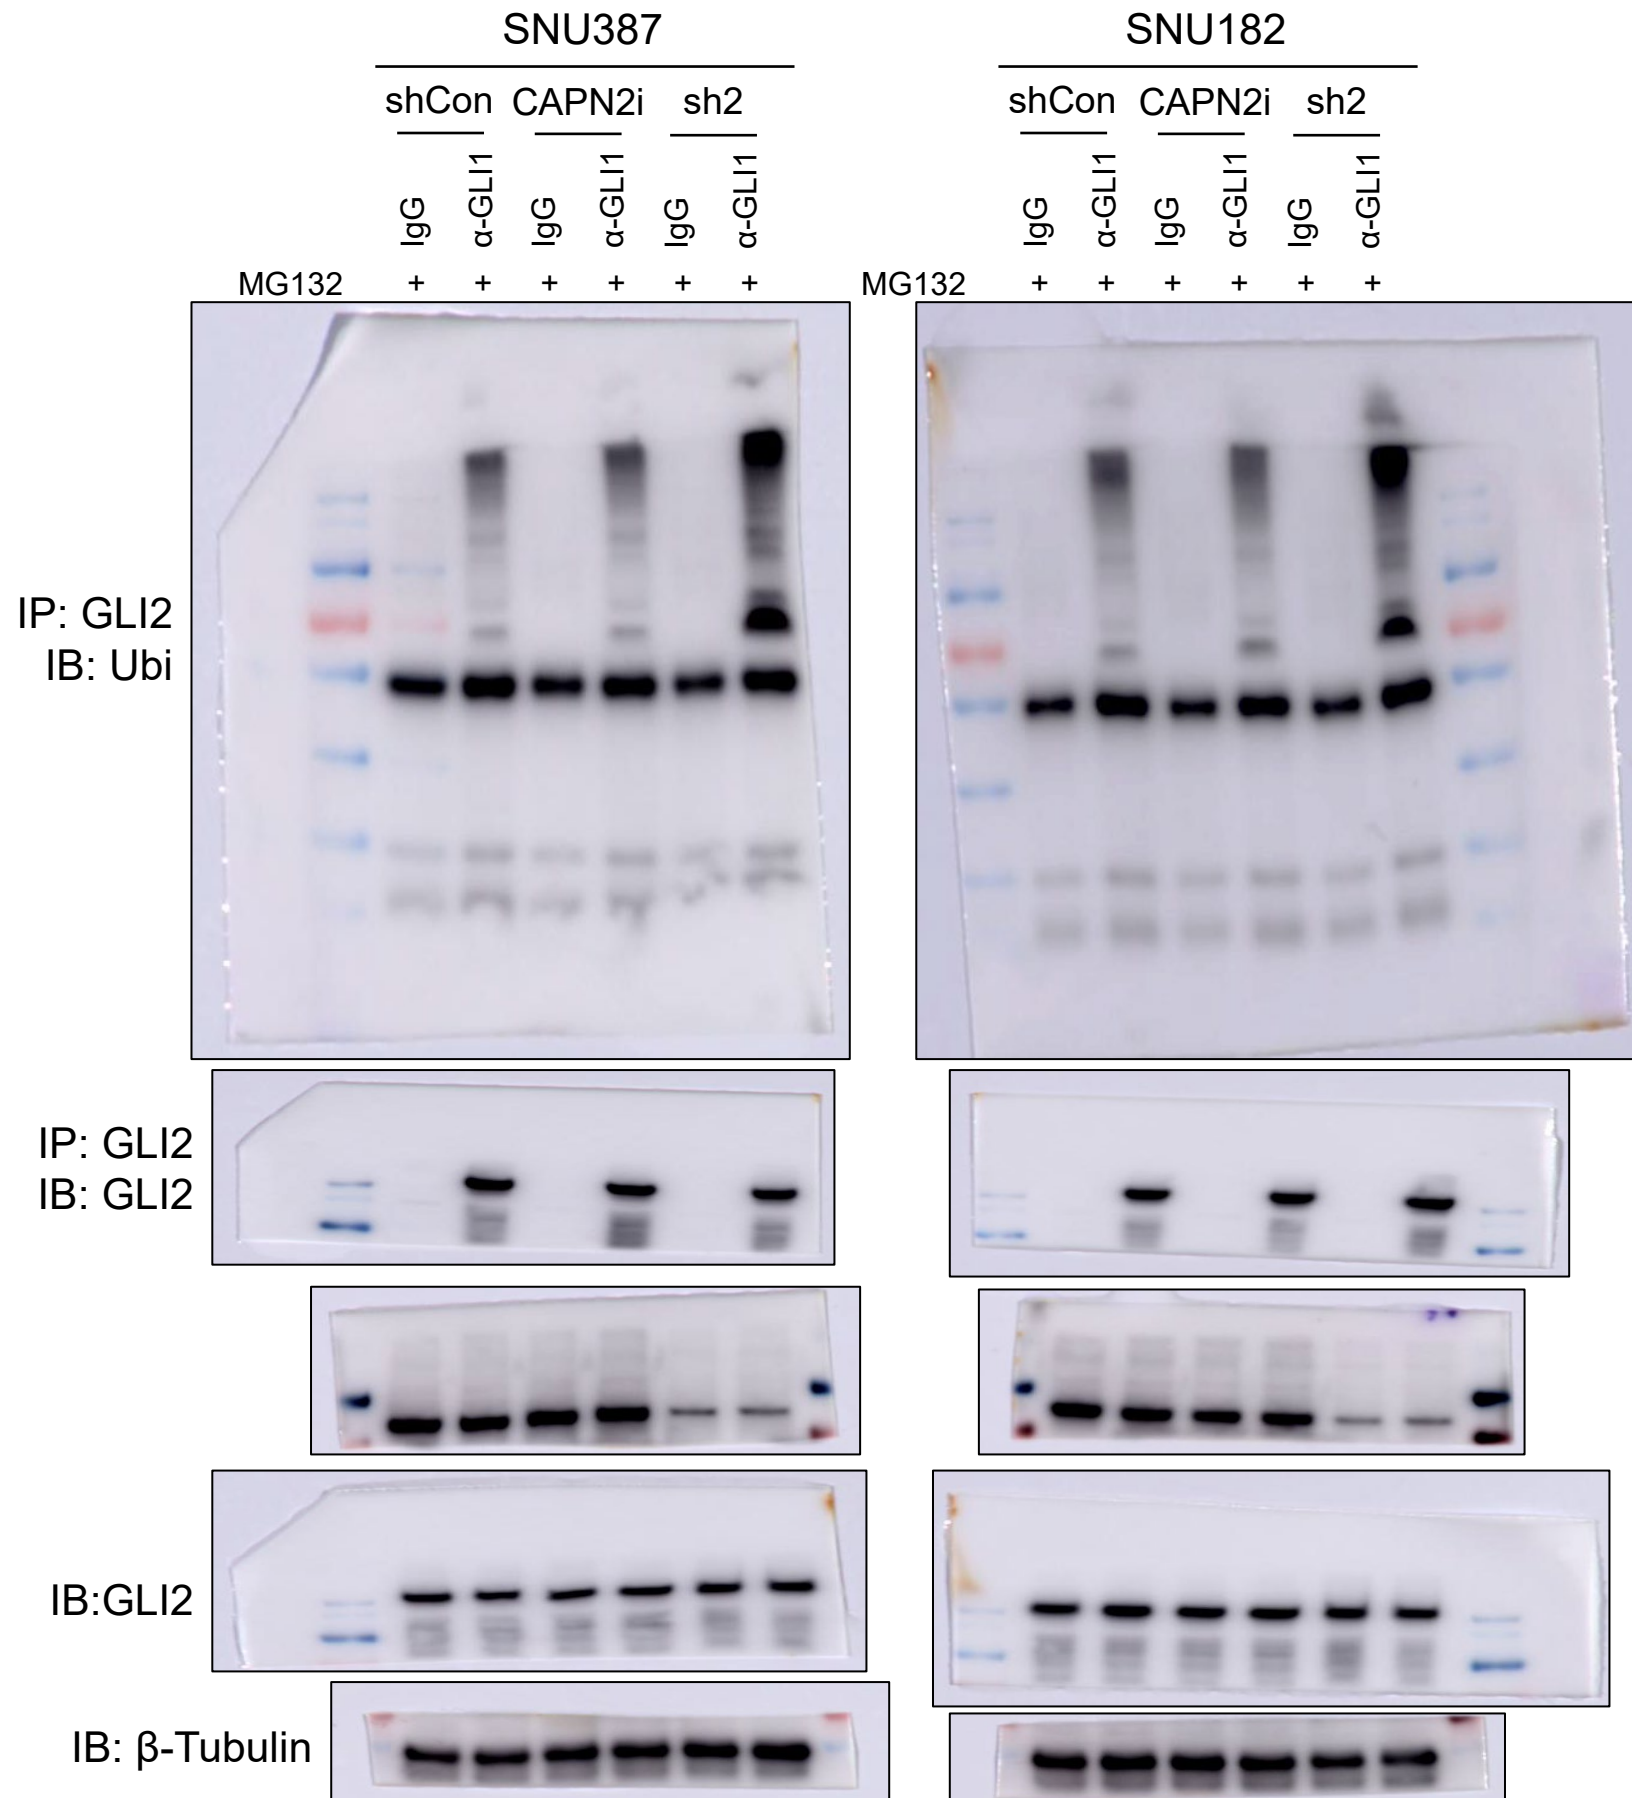 SNU387 SNU182
shCon CAPN2i sh2 shCon CAPN2i sh2
IgG α-GLI1 IgG α-GLI1 IgG α-GLI1 IgG α-GLI1 IgG α-GLI1 IgG α-GLI1
MG132 + + + + + + MG132 + + + + + +
IP: GLI2
IB: Ubi
IP: GLI2
IB: GLI2
IB:GLI2
IB: β-Tubulin